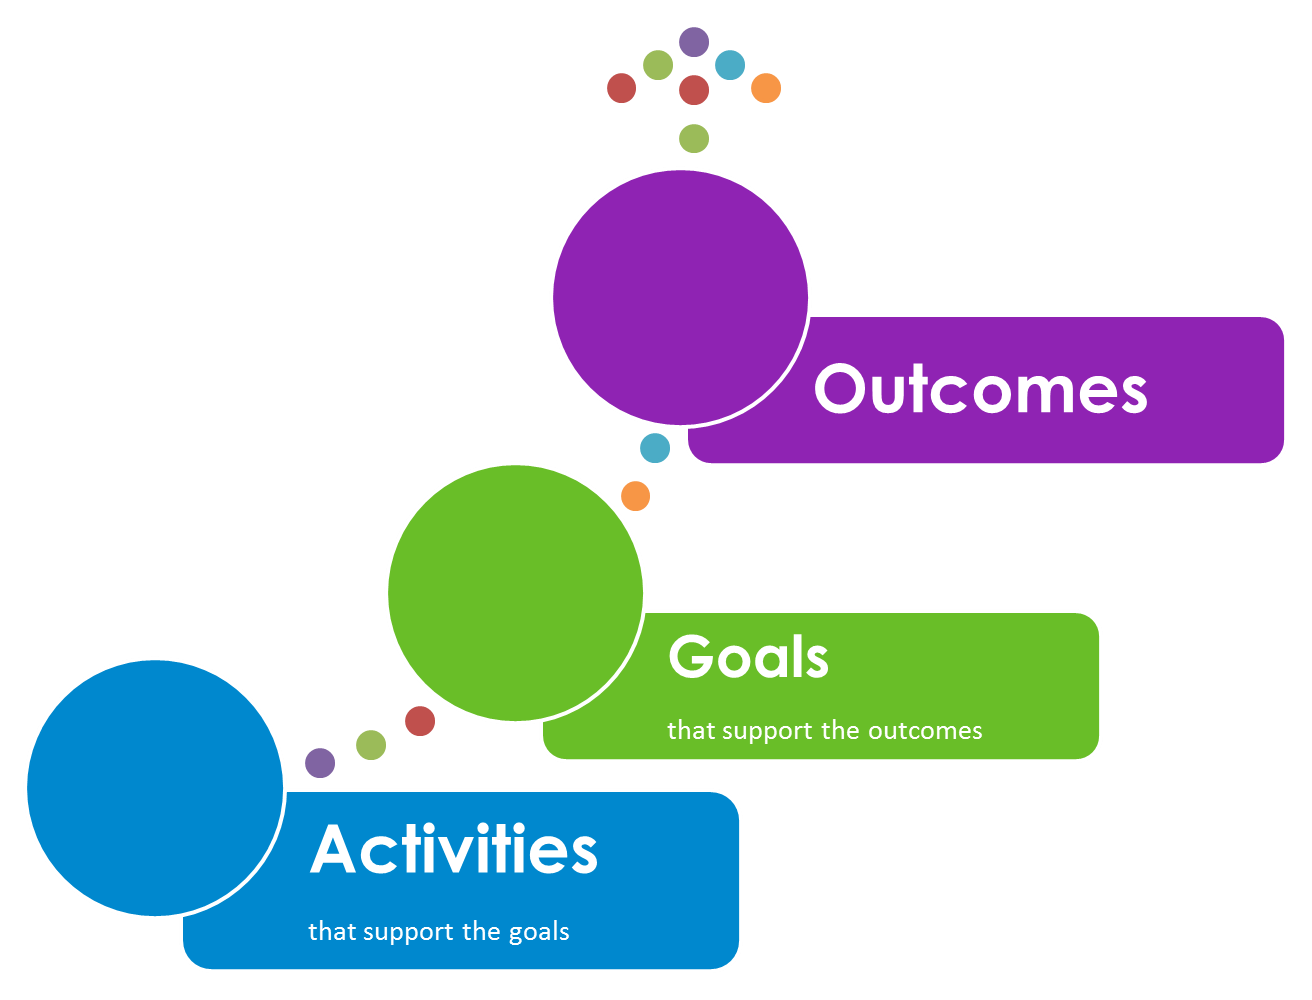 Outcomes
Goals
that support the outcomes
Activities
that support the goals